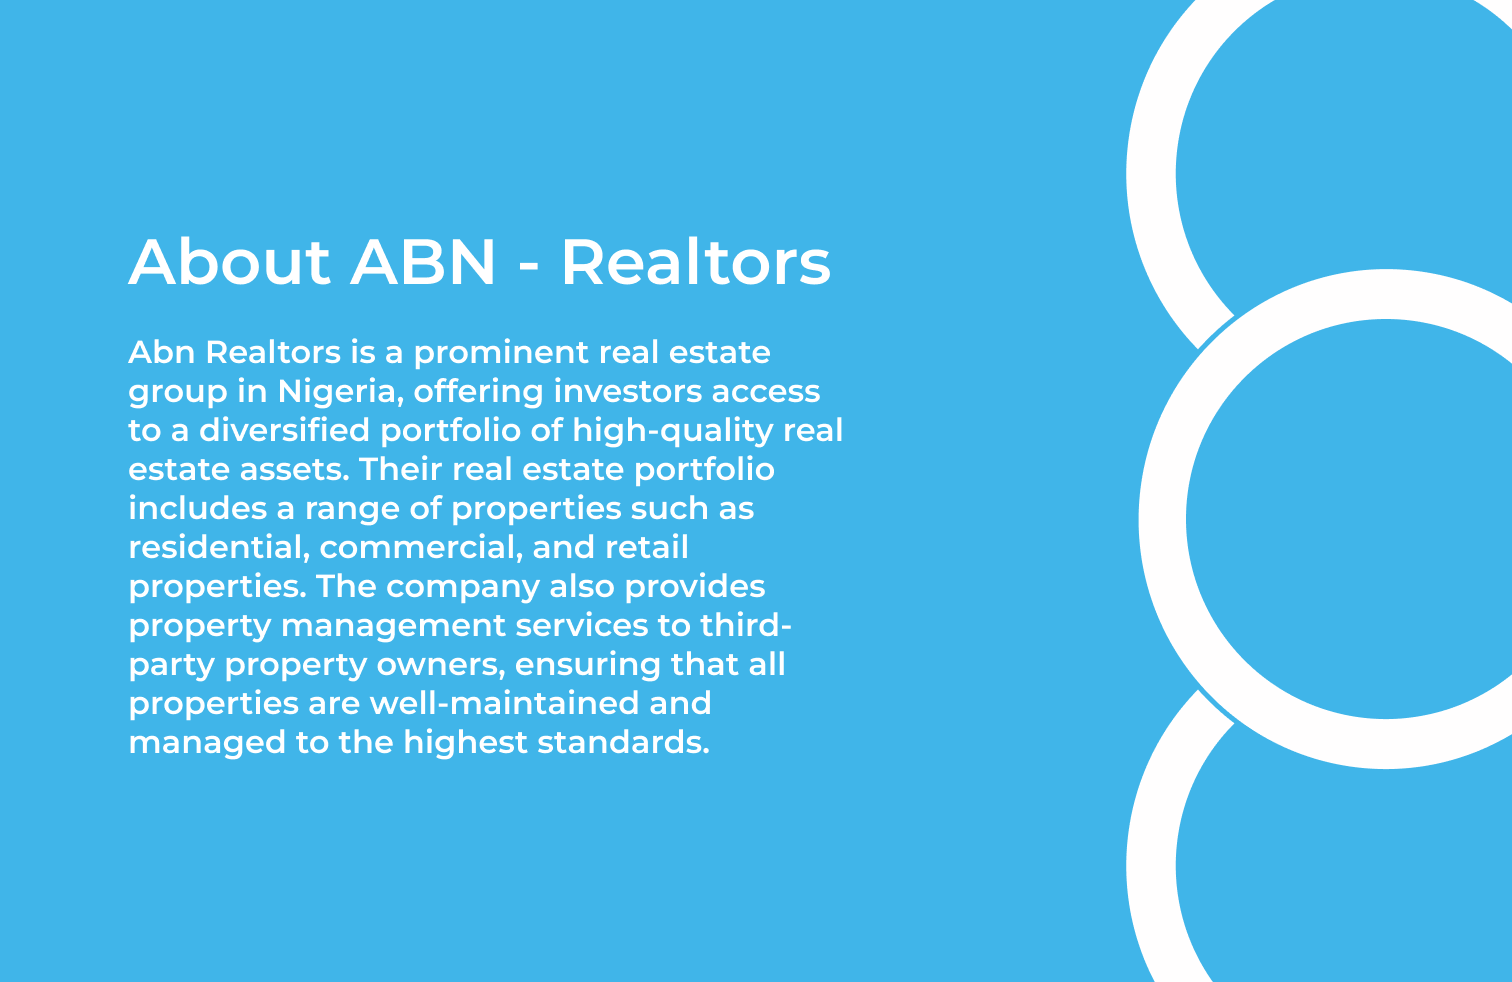 About ABN - Realtors
Abn Realtors is a prominent real estate
group in Nigeria, offering investors access
to a diversified portfolio of high-quality real
estate assets. Their real estate portfolio
includes a range of properties such as
residential, commercial, and retail
properties. The company also provides
property management services to third-
party property owners, ensuring that all
properties are well-maintained and
managed to the highest standards.